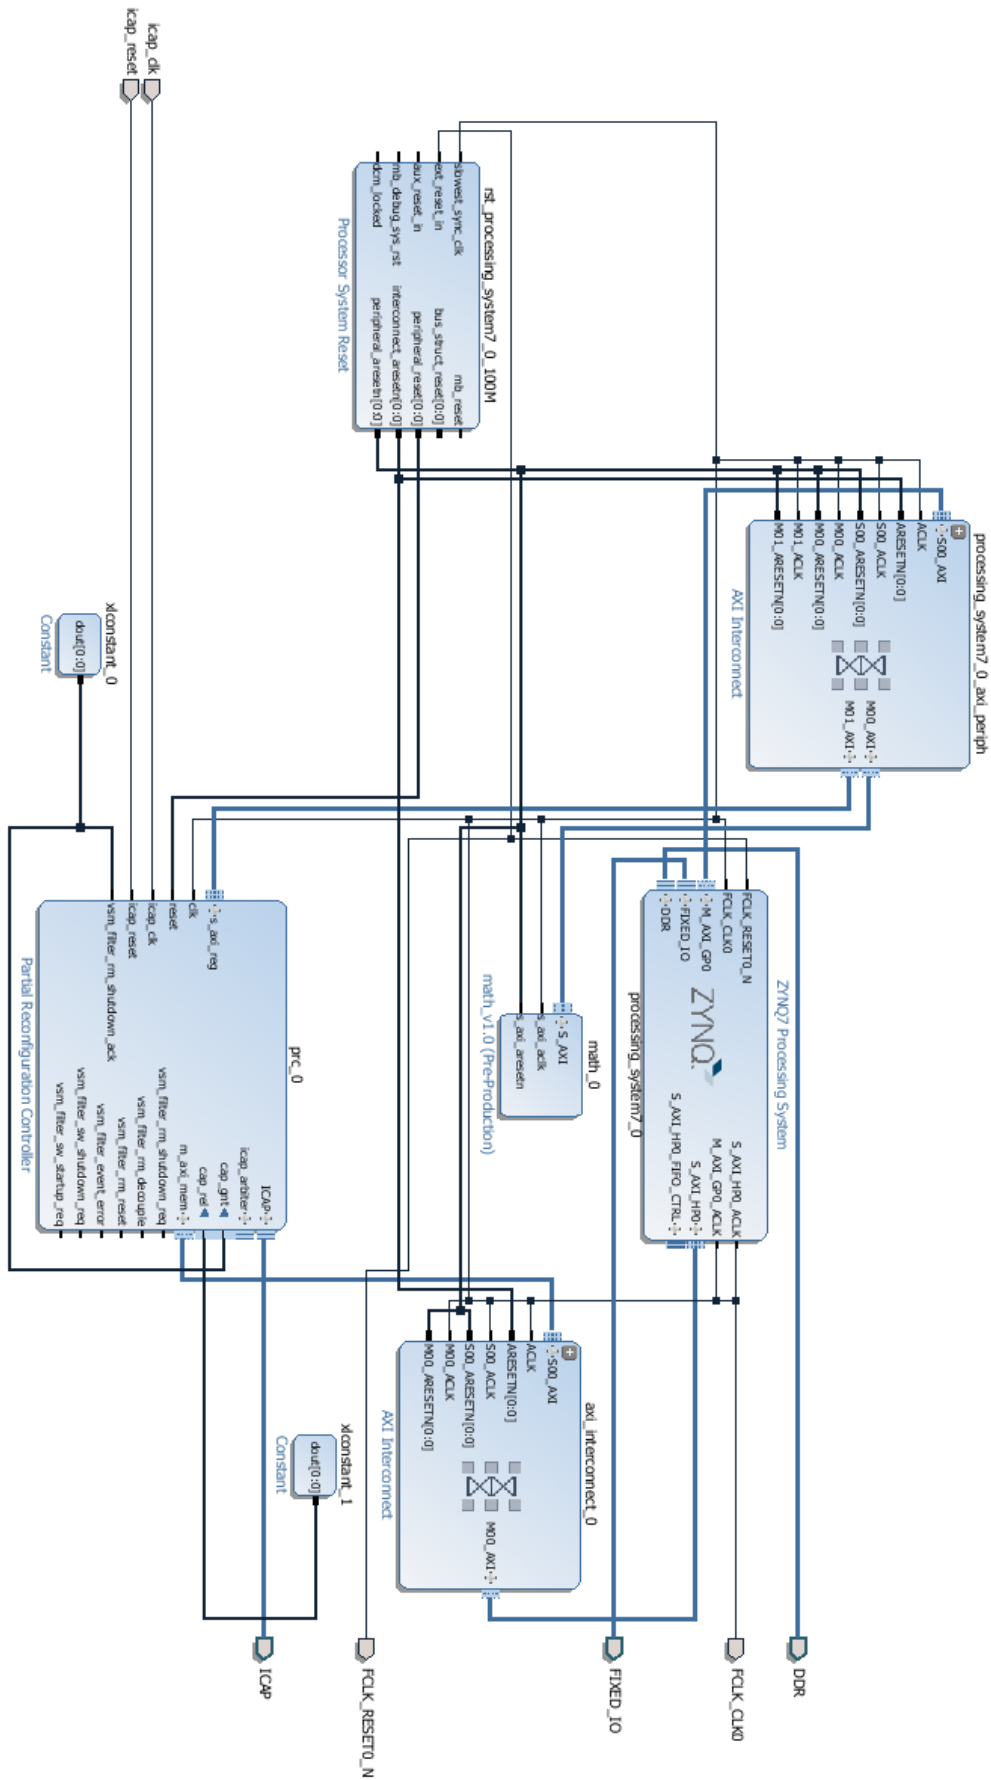 icap_clk
icap_reset
rst_processing_system7_0_100M
slowest_sync_clk
ext_reset_in
aux_reset_in
mb_debug_sys_rst
dcm_locked
mb_reset
bus_struct_reset[0:0]
peripheral_reset[0:0]
interconnect_aresetn[0:0]
peripheral_aresetn[0:0]
Processor System Reset
processing_system7_0_axi_periph
S00_AXI
ACLK
ARESETN[0:0]
S00_ACLK
S00_ARESETN[0:0]
M00_ACLK
M00_ARESETN[0:0]
M01_ACLK
M01_ARESETN[0:0]
M00_AXI
M01_AXI
AXI Interconnect
xlconstant_0
dout[0:0]
Constant
ZYNQ7 Processing System
FCLK_RESET0_N
FCLK_CLK0
M_AXI_GP0
FIXED_IO
DDR
ZYNQ
S_AXI_HP0_ACLK
M_AXI_GP0_ACLK
S_AXI_HP0
S_AXI_HP0_FIFO_CTRL
processing_system7_0
math_0
S_AXI
s_axi_aclk
s_axi_aresetn
math_v1.0 (Pre-Production)
prc_0
s_axi_reg
clk
reset
icap_clk
icap_reset
vsm_filter_rm_shutdown_ack
ICAP
icap_arbiter
cap_gnt
cap_rel
m_axi_mem
vsm_filter_rm_shutdown_req
vsm_filter_rm_decouple
vsm_filter_rm_reset
vsm_filter_event_error
vsm_filter_sw_shutdown_req
vsm_filter_sw_startup_req
Partial Reconfiguration Controller
axi_interconnect_0
S00_AXI
ACLK
ARESETN[0:0]
S00_ACLK
S00_ARESETN[0:0]
M00_ACLK
M00_ARESETN[0:0]
M00_AXI
AXI Interconnect
xlconstant_1
dout[0:0]
Constant
DDR
FCLK_CLK0
FIXED_IO
FCLK_RESET0_N
ICAP